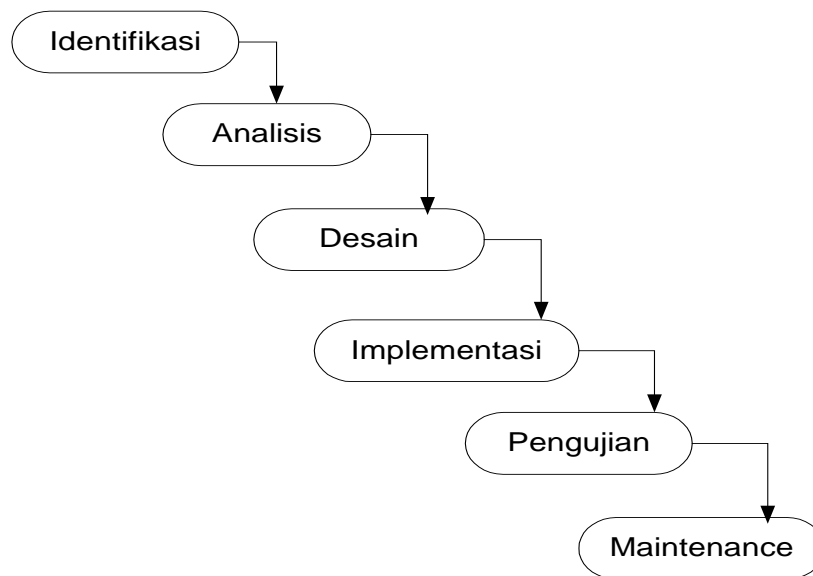 Identifikasi
Analisis
Desain
Implementasi
Pengujian
Maintenance